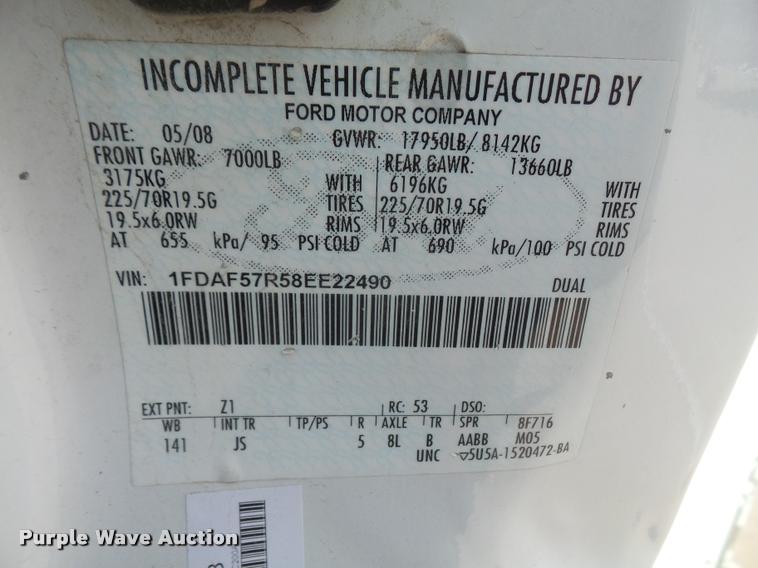 INCOMPLETE VEHICLE MANUFACTURED BY
FORD MOTOR COMPANY
DATE: 05/08 GVWR: 17950LB/ 8142KG
FRONT GAWR: 7000LB REAR GAWR: 13660LB
3175KG WITH 6196KG WITH
225/70R19.5G TIRES 225/70R19.5G TIRES
19.5x6.0RW RIMS 19.5x6.0RW RIMS
AT 655 kPa/ 95 PSI COLD AT 690 kPa/100 PSI COLD
VIN: 1FDAF57R58EE22490 DUAL
EXT PNT: Z1 RC: 53 DSO:
WB INT TR TP/PS R AXLE TR SPR 8F716
141 JS 5 8L B AABB M05
UNC ▽5U5A-1520472-BA
Purple Wave Auction